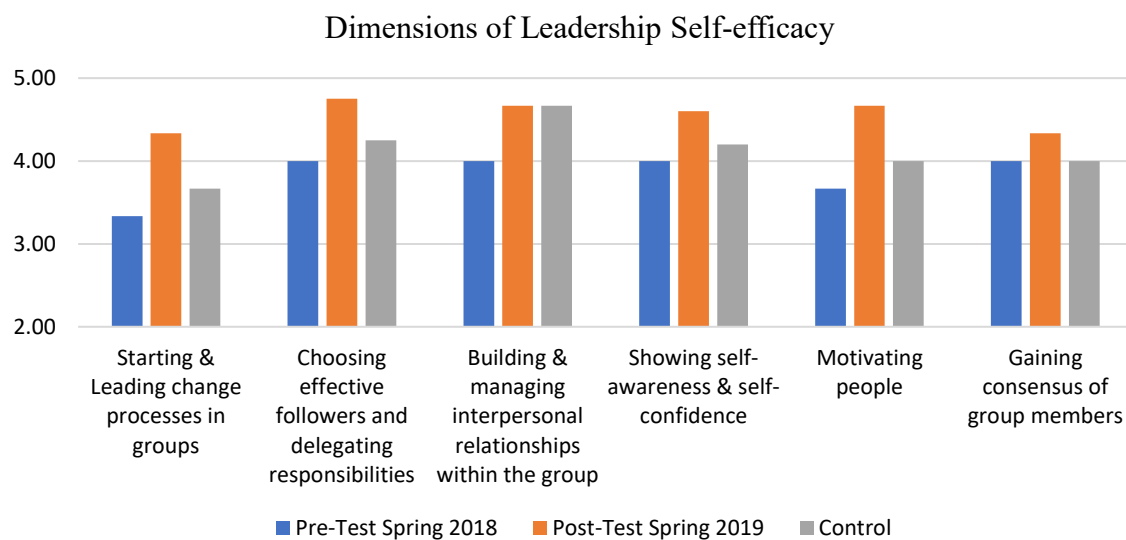 Dimensions of Leadership Self-efficacy
5.00
4.00
3.00
2.00
Starting &
Leading change
processes in
groups
Choosing
effective
followers and
delegating
responsibilities
Building &
managing
interpersonal
relationships
within the group
Showing self-
awareness & self-
confidence
Motivating
people
Gaining
consensus of
group members
Pre-Test Spring 2018
Post-Test Spring 2019
Control